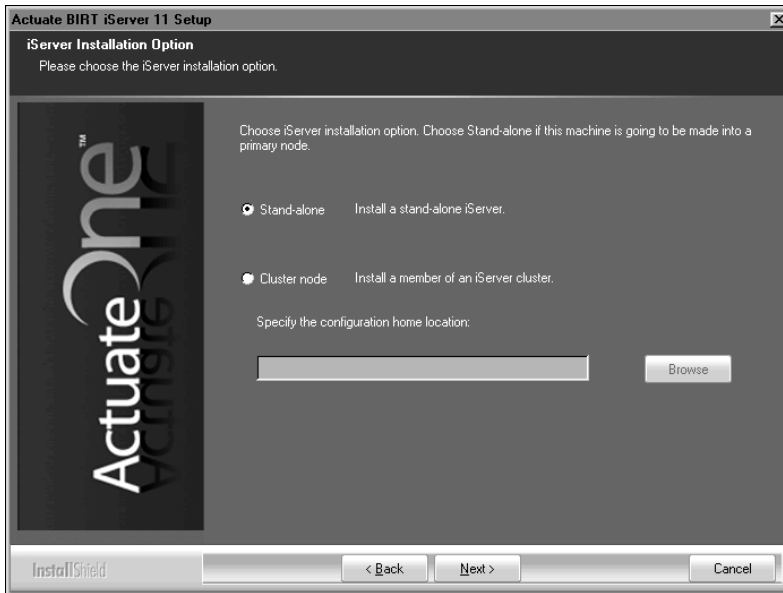 Actuate BIRT iServer 11 Setup
iServer Installation Option
Please choose the iServer installation option.
ActuateOne™
Choose iServer installation option. Choose Stand-alone if this machine is going to be made into a
primary node.
Stand-alone Install a stand-alone iServer.
Cluster node Install a member of an iServer cluster.
Specify the configuration home location:
Browse
InstallShield
< Back Next > Cancel